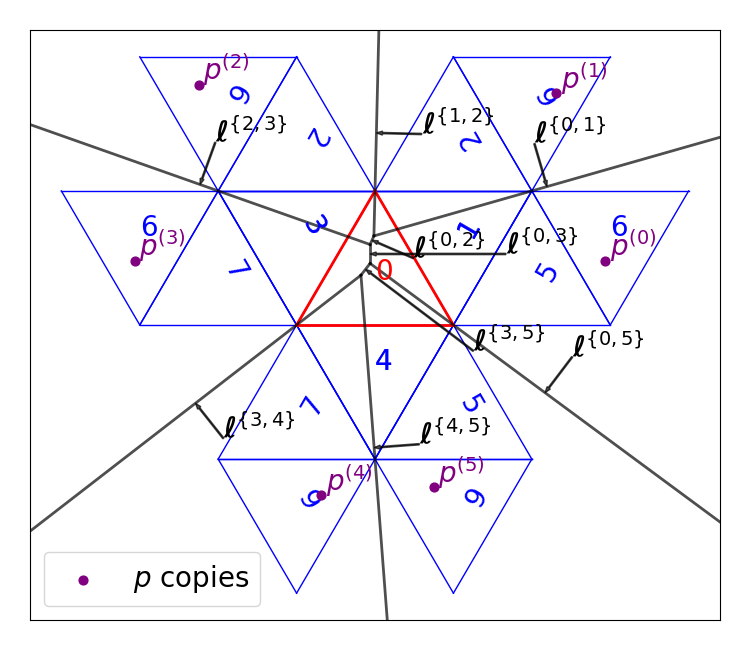 p^(2)
p^(1)
6
6
ℓ^{2,3}
ℓ^{1,2}
ℓ^{0,1}
2
2
6
3
1
6
p^(3)
ℓ^{0,2}
ℓ^{0,3}
p^(0)
7
0
5
ℓ^{3,5}
ℓ^{0,5}
4
7
5
ℓ^{3,4}
ℓ^{4,5}
p^(4)
p^(5)
6
6
p copies